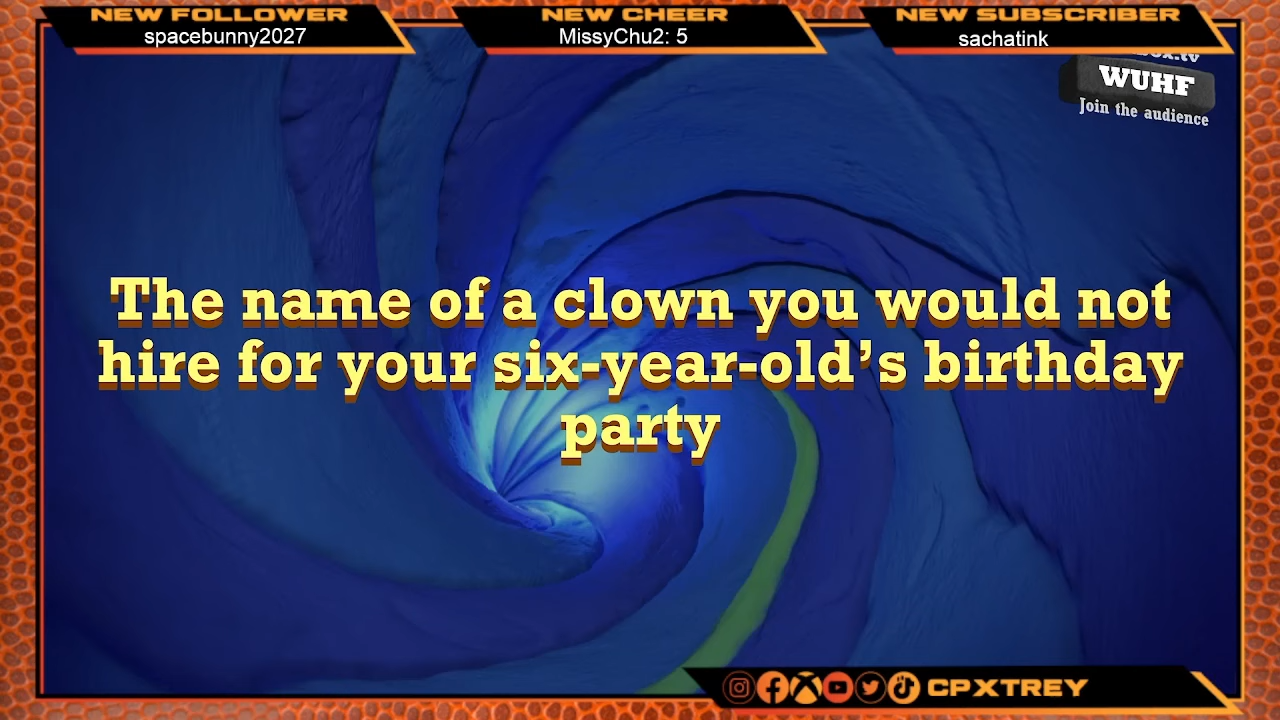 NEW FOLLOWER
spacebunny2027
NEW CHEER
MissyChu2: 5
NEW SUBSCRIBER
sachatink
WUHF
Join the audience
The name of a clown you would not
hire for your six-year-old’s birthday
party
CPXTREY